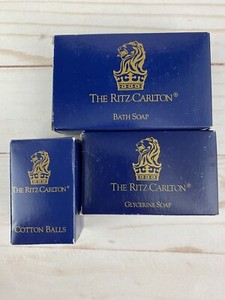 THE RITZ-CARLTON®
BATH SOAP
THE RITZ-CARLTON®
COTTON BALLS
THE RITZ-CARLTON®
GLYCERINE SOAP